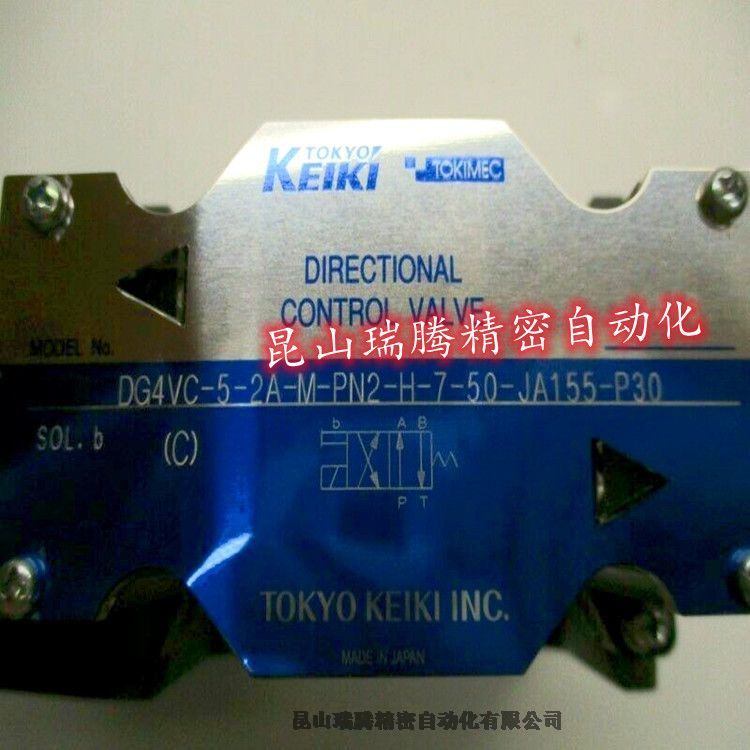 TOKYO
KEIKI TOKIMEC
DIRECTIONAL
CONTROL VALVE
昆山瑞腾精密自动化
MODEL No.
DG4VC-5-2A-M-PN2-H-7-50-JA155-P30
SOL. b (C)
b A B
P T
TOKYO KEIKI INC.
MADE IN JAPAN
昆山瑞腾精密自动化有限公司